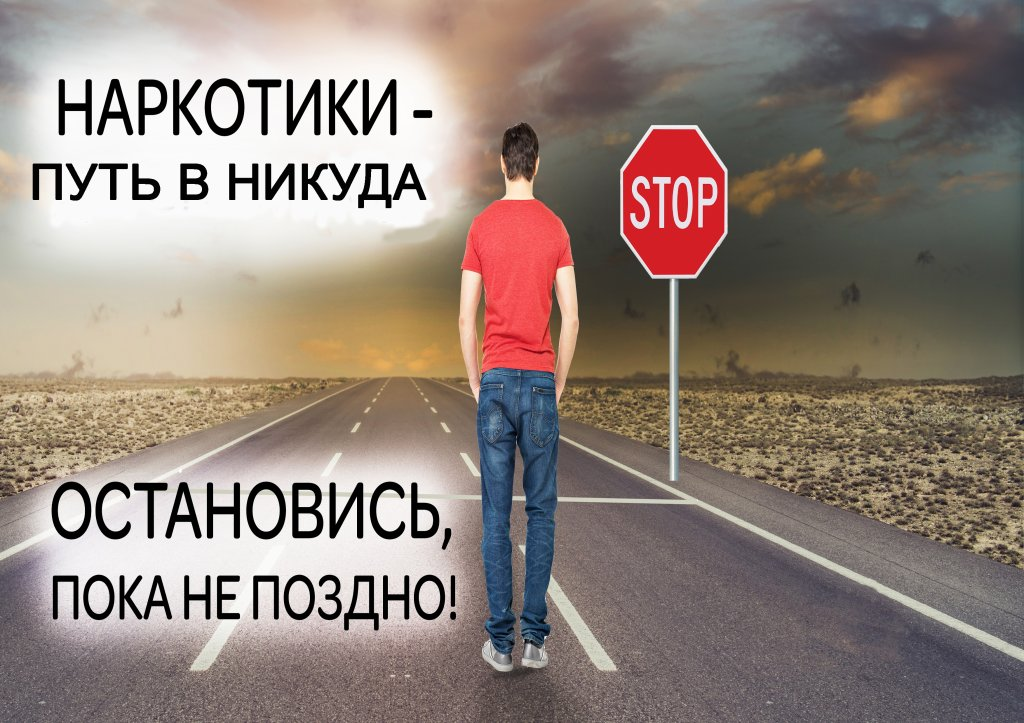 НАРКОТИКИ -
ПУТЬ В НИКУДА
STOP
ОСТАНОВИСЬ,
ПОКА НЕ ПОЗДНО!